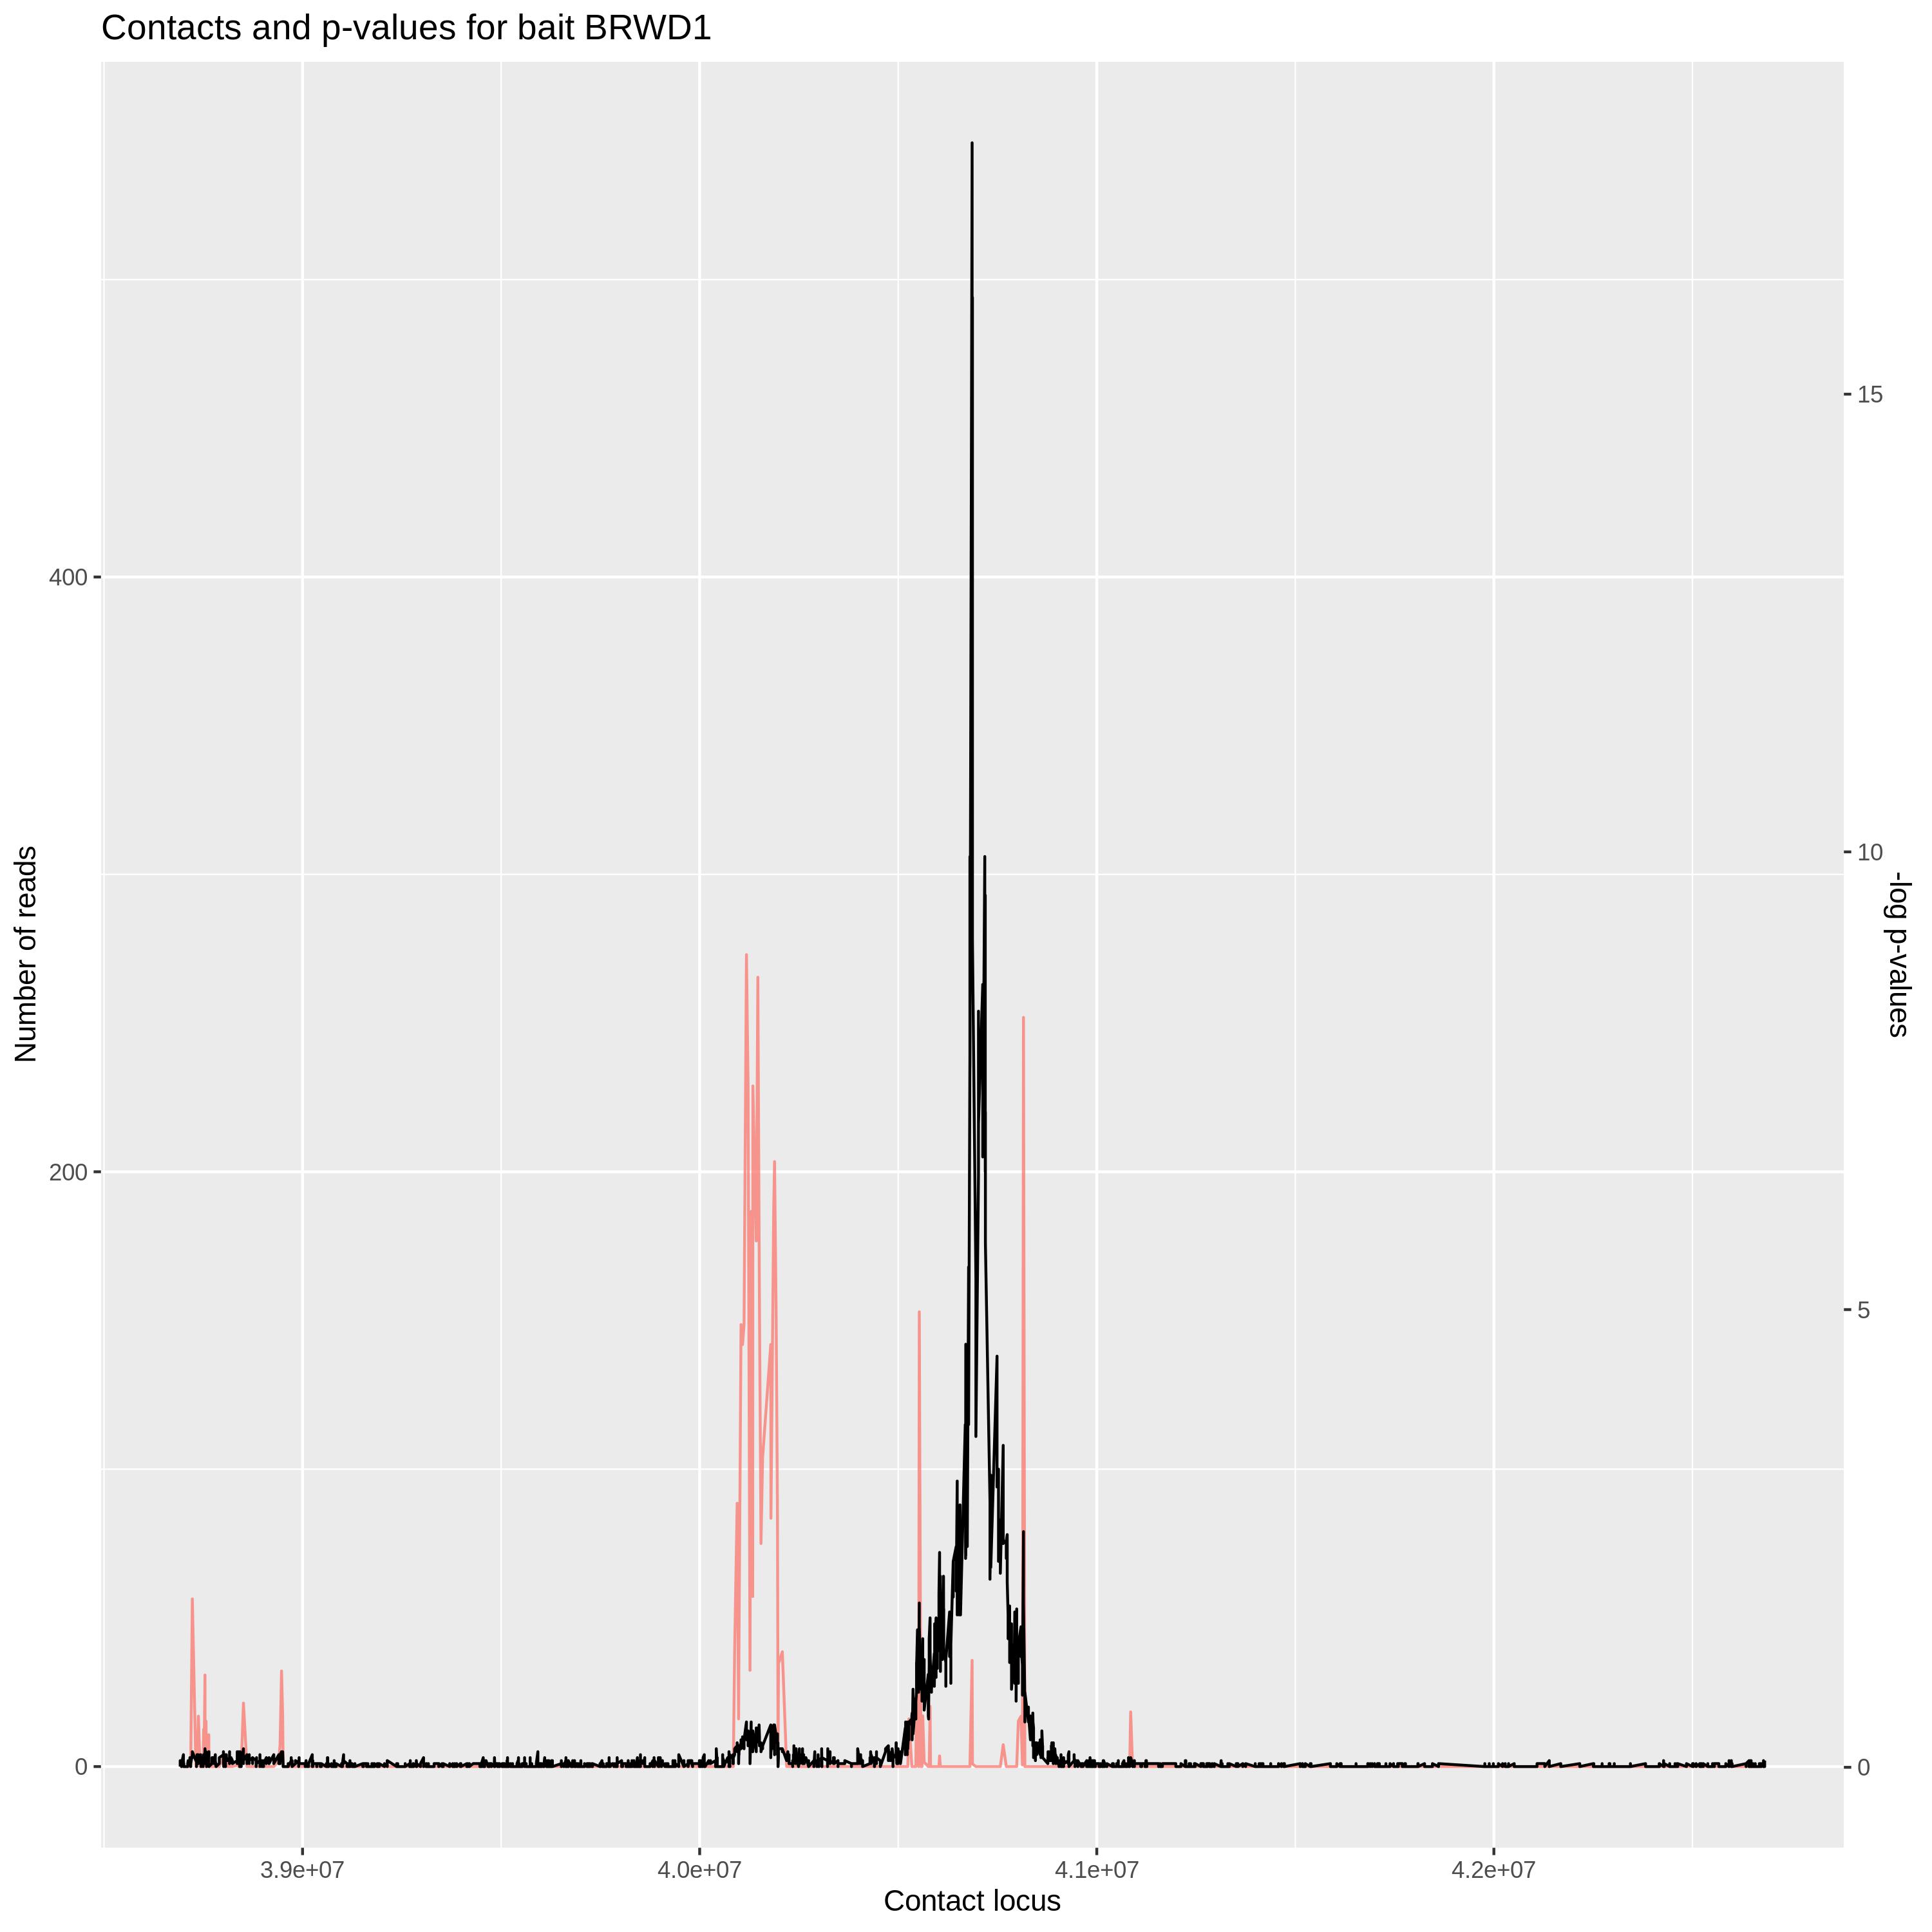 Contacts and p-values for bait BRWD1
Number of reads
400
200
0
15
10
5
0
-log p-values
3.9e+07
4.0e+07
4.1e+07
4.2e+07
Contact locus